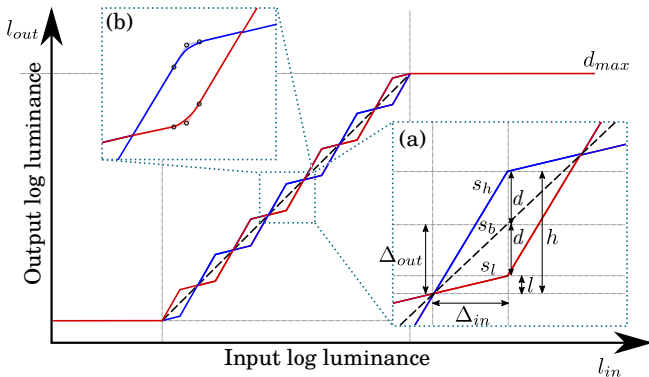 l_out
(b)
d_max
(a)
s_h
d
s_b
d
h
Δ_out
s_l
l
Δ_in
Output log luminance
Input log luminance
l_in